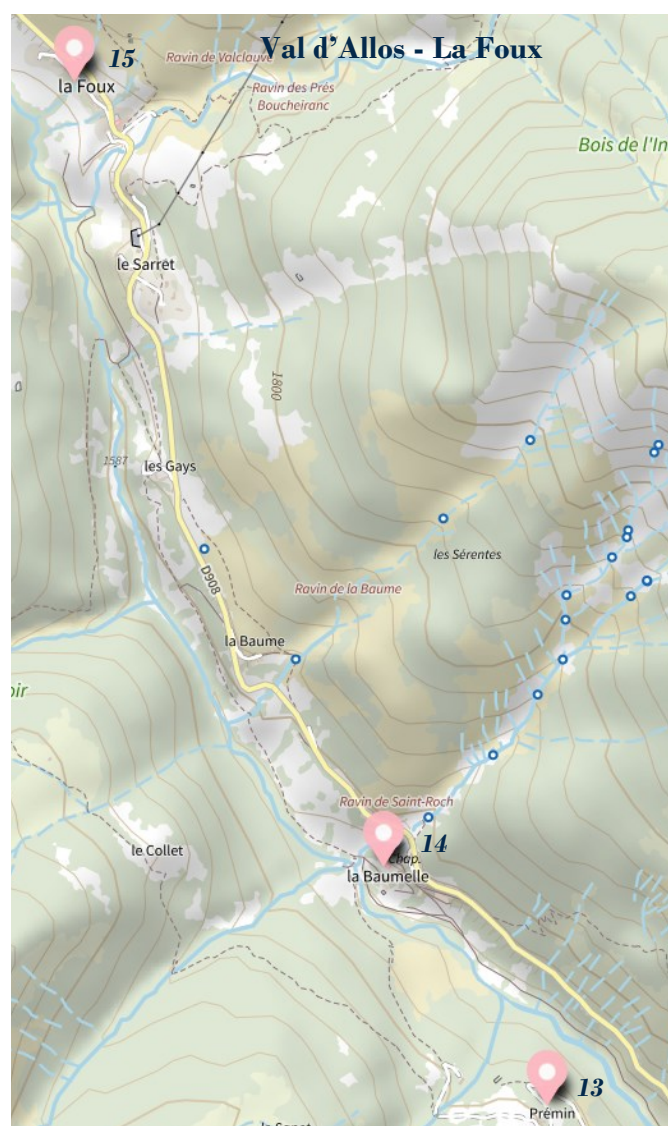 Val d’Allos - La Foux
15
Ravin de Valclauve
la Foux
Ravin des Prés
Boucheiranc
Bois de l'In
le Sarret
1800
les Gays
1587
les Sérentes
D908
Ravin de la Baume
la Baume
oir
Ravin de Saint-Roch
14
le Collet
Chap.
la Baumelle
13
Prémin